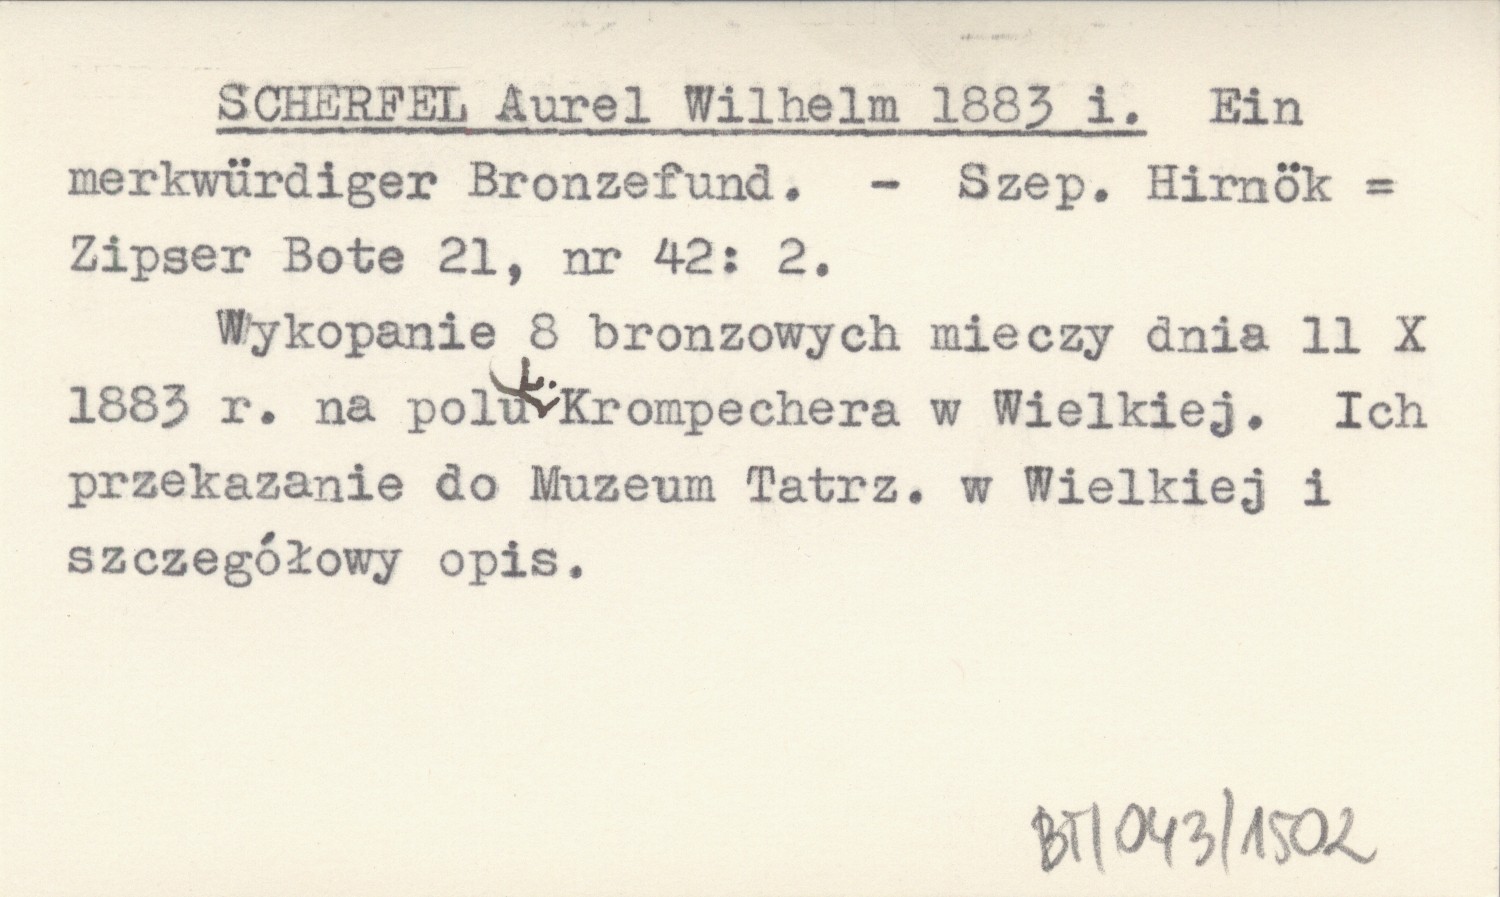 SCHERFEL Aurel Wilhelm 1883 i. Ein
merkwürdiger Bronzefund. - Szep. Hirnök =
Zipser Bote 21, nr 42: 2.
Wykopanie 8 bronzowych mieczy dnia 11 X
1883 r. na polu L. Krompechera w Wielkiej. Ich
przekazanie do Muzeum Tatrz. w Wielkiej i
szczegółowy opis.
BT/043/1502